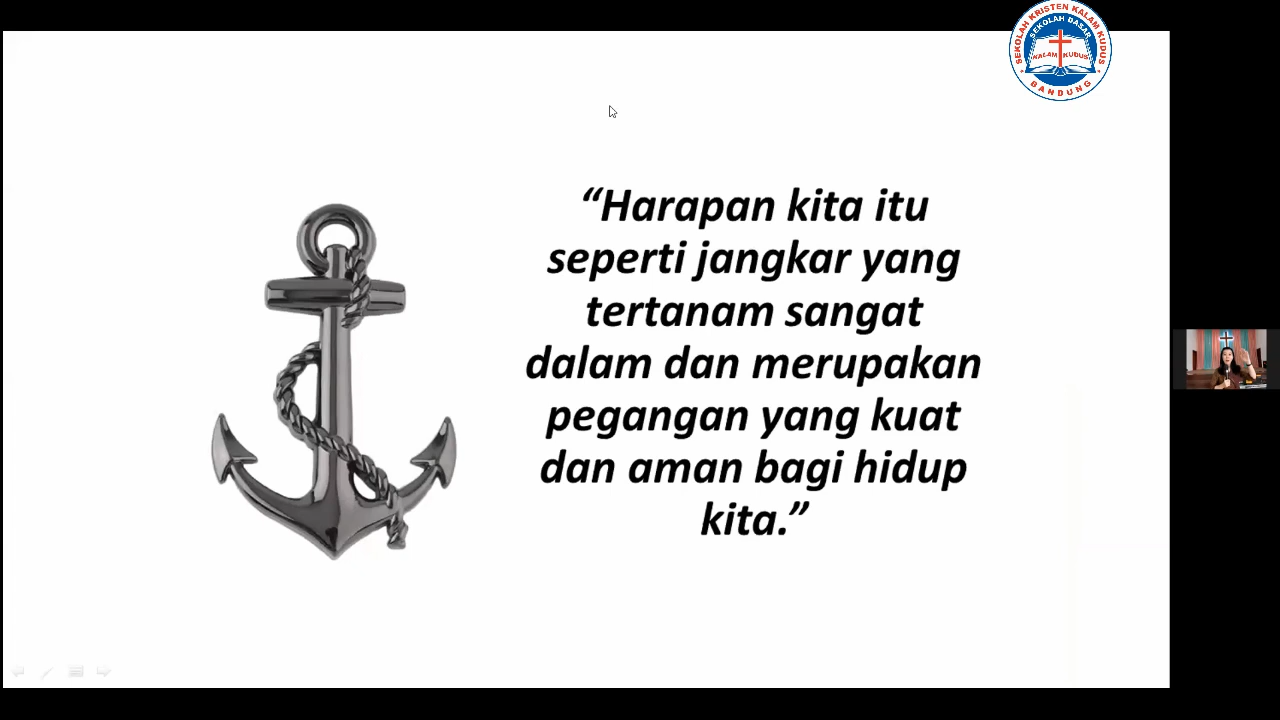 SEKOLAH KRISTEN KALAM KUDUS
SEKOLAH DASAR
KALAM KUDUS
BANDUNG
“Harapan kita itu
seperti jangkar yang
tertanam sangat
dalam dan merupakan
pegangan yang kuat
dan aman bagi hidup
kita.”